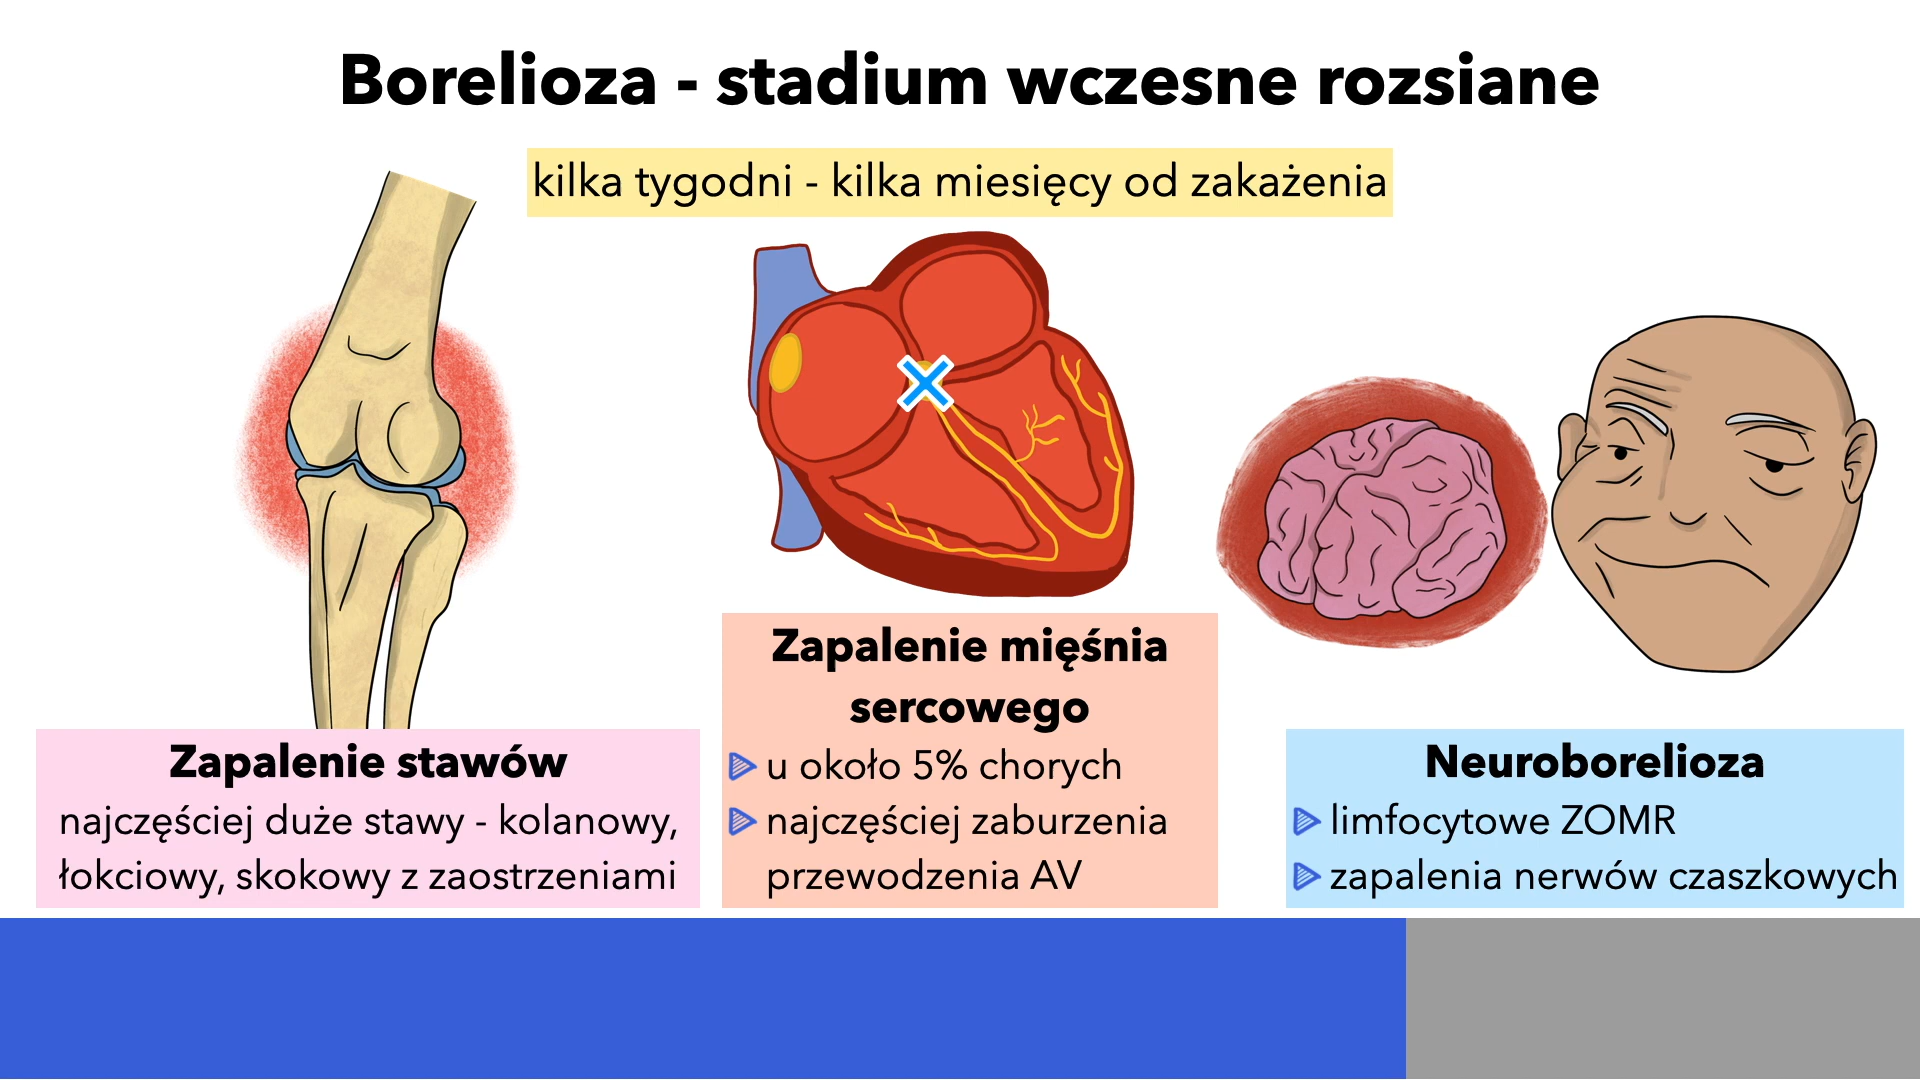 Borelioza - stadium wczesne rozsiane
kilka tygodni - kilka miesięcy od zakażenia
Zapalenie stawów
najczęściej duże stawy - kolanowy,
łokciowy, skokowy z zaostrzeniami
Zapalenie mięśnia
sercowego
u około 5% chorych
najczęściej zaburzenia
przewodzenia AV
Neuroborelioza
limfocytowe ZOMR
zapalenia nerwów czaszkowych